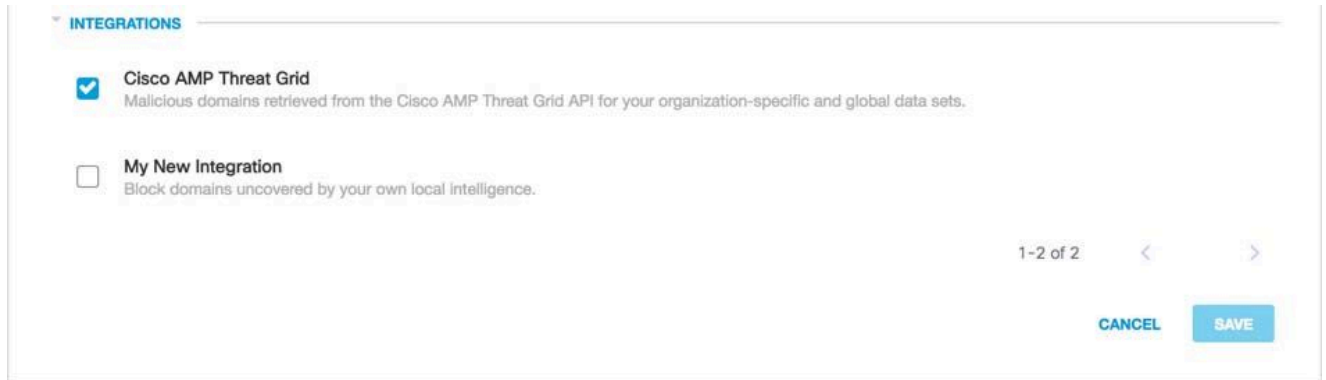 INTEGRATIONS
Cisco AMP Threat Grid
Malicious domains retrieved from the Cisco AMP Threat Grid API for your organization-specific and global data sets.
My New Integration
Block domains uncovered by your own local intelligence.
1-2 of 2
CANCEL SAVE